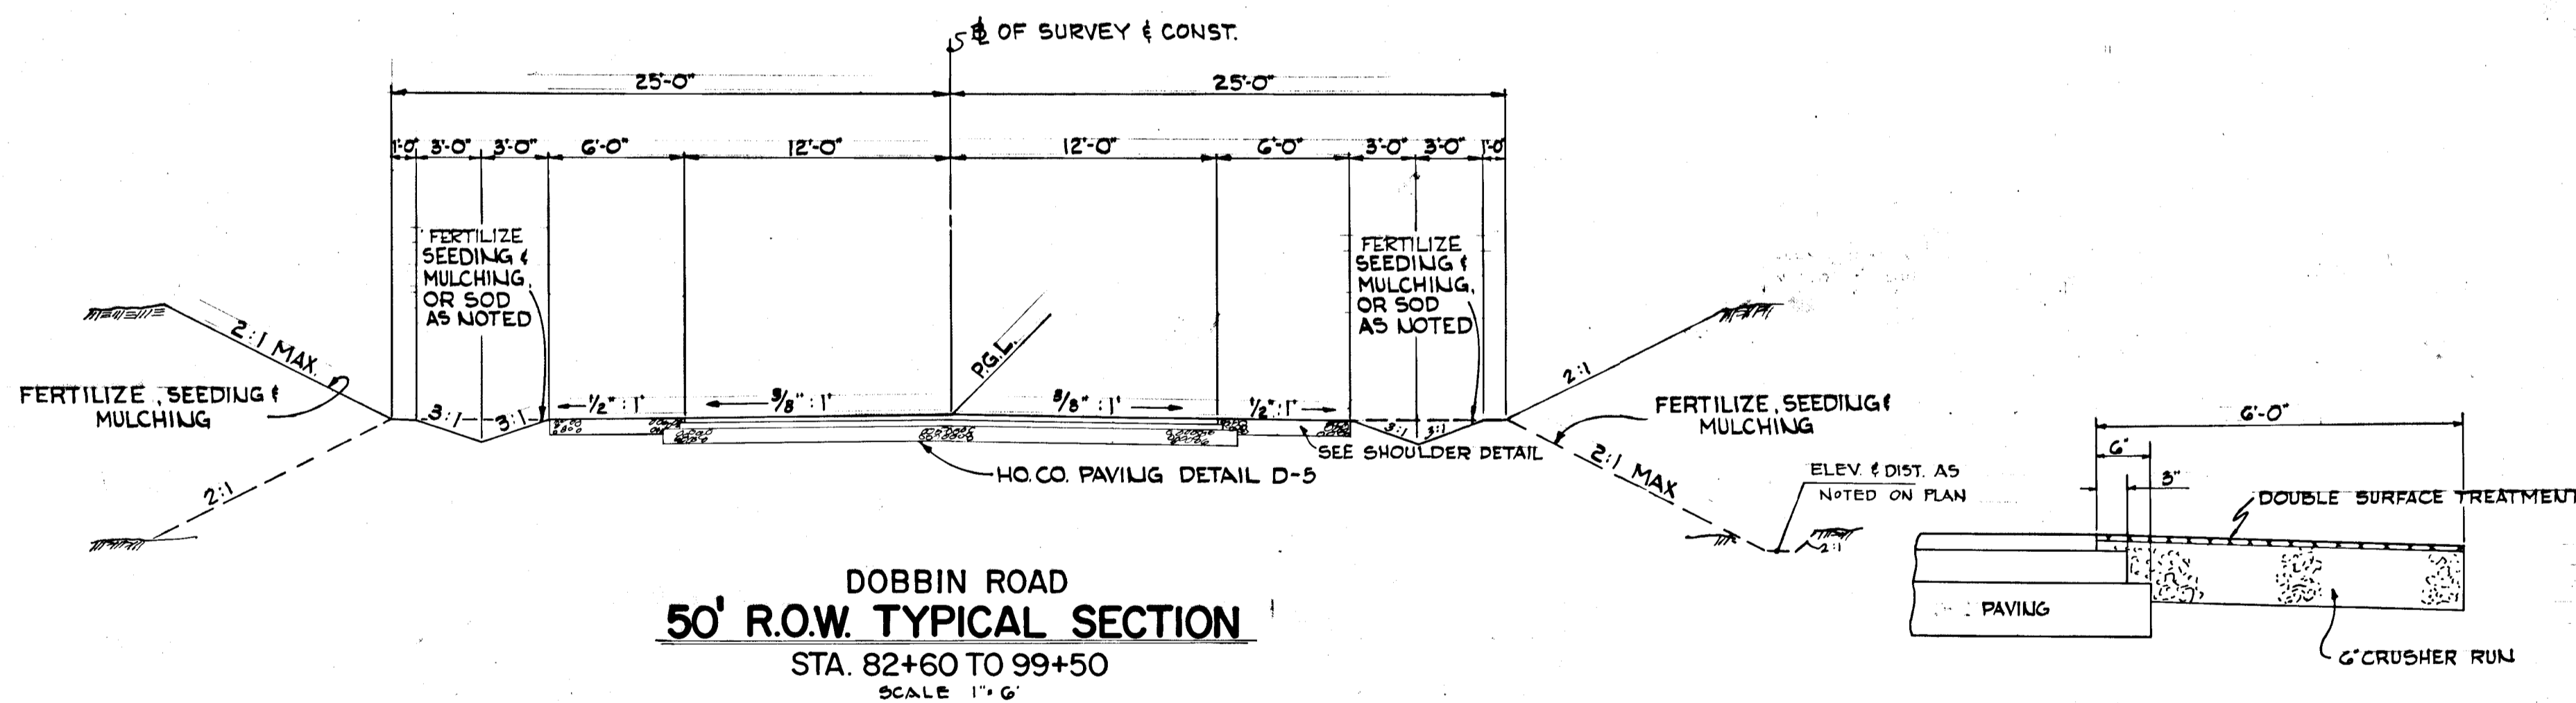 ℄ OF SURVEY & CONST.
25'-0" 25'-0"
1'-0" 3'-0" 3'-0" 6'-0" 12'-0" 12'-0" 6'-0" 3'-0" 3'-0" 1'-0"
FERTILIZE
SEEDING &
MULCHING,
OR SOD
AS NOTED
FERTILIZE
SEEDING &
MULCHING,
OR SOD
AS NOTED
2:1 MAX.
FERTILIZE, SEEDING &
MULCHING
2:1
3:1 3:1 1/2" : 1' 3/8" : 1' P.G.L. 3/8" : 1' 1/2" : 1' 3:1 3:1
SEE SHOULDER DETAIL
HO. CO. PAVING DETAIL D-5
2:1
FERTILIZE, SEEDING &
MULCHING
2:1 MAX
ELEV. & DIST. AS
NOTED ON PLAN
2:1
6'-0"
6"
3"
DOUBLE SURFACE TREATMENT
PAVING
6" CRUSHER RUN
DOBBIN ROAD
50' R.O.W. TYPICAL SECTION
STA. 82+60 TO 99+50
SCALE 1"= 6'